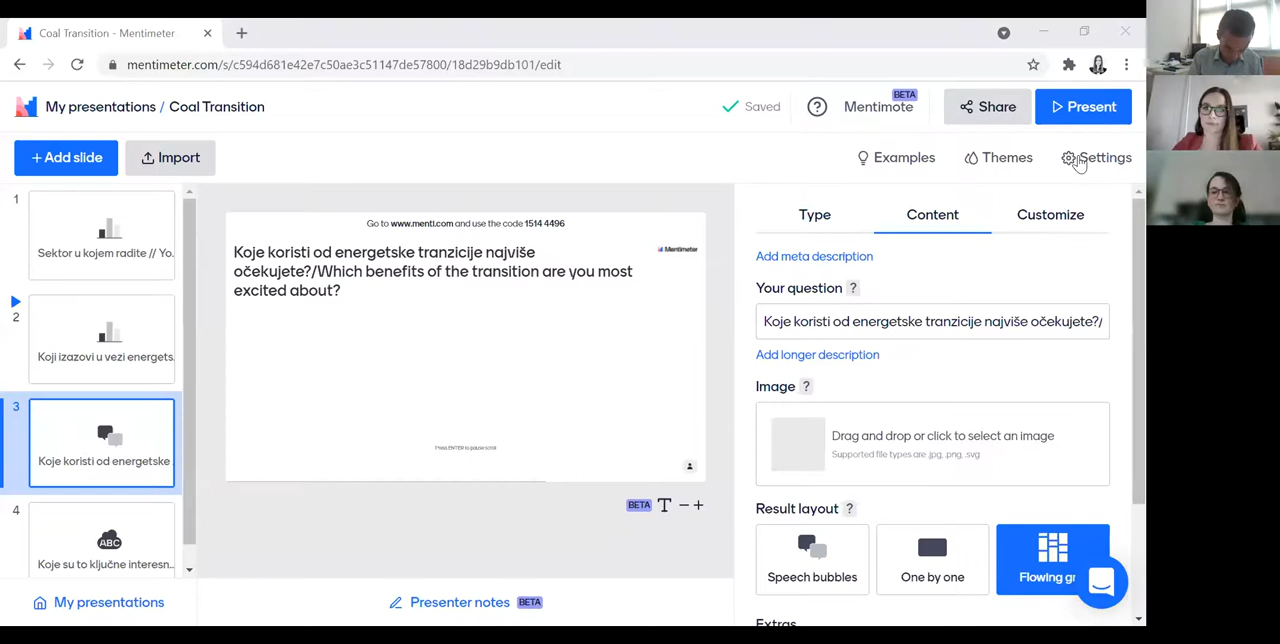 Coal Transition - Mentimeter
mentimeter.com/s/c594d681e42e7c50ae3c51147de57800/18d29b9db101/edit
My presentations / Coal Transition
Saved
Mentimote
BETA
Share
Present
+ Add slide
Import
Examples
Themes
Settings
1
Sektor u kojem radite // Yo.
2
Koji izazovi u vezi energets.
3
Koje koristi od energetske
4
ABC
Koje su to ključne interesn..
My presentations
Go to www.menti.com and use the code 1514 4496
Koje koristi od energetske tranzicije najviše
očekujete?/Which benefits of the transition are you most
excited about?
Mentimeter
Press ENTER to pause scroll
BETA
Presenter notes BETA
Type
Content
Customize
Add meta description
Your question ?
Koje koristi od energetske tranzicije najviše očekujete?/
Add longer description
Image ?
Drag and drop or click to select an image
Supported file types are .jpg, .png, .svg
Result layout ?
Speech bubbles
One by one
Flowing gr
Extras